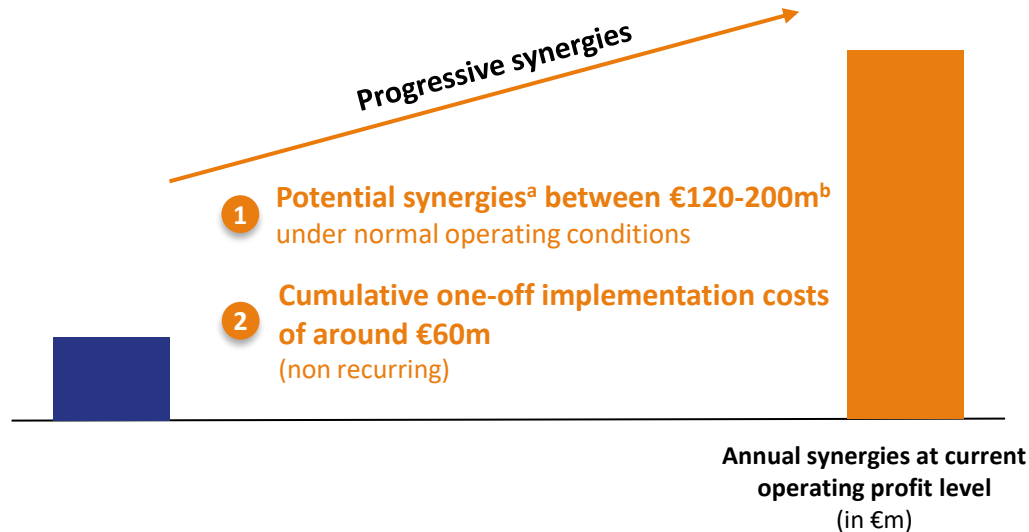 Progressive synergies
1
Potential synergiesᵃ between €120-200mᵇ
under normal operating conditions
2
Cumulative one-off implementation costs
of around €60m
(non recurring)
Annual synergies at current
operating profit level
(in €m)